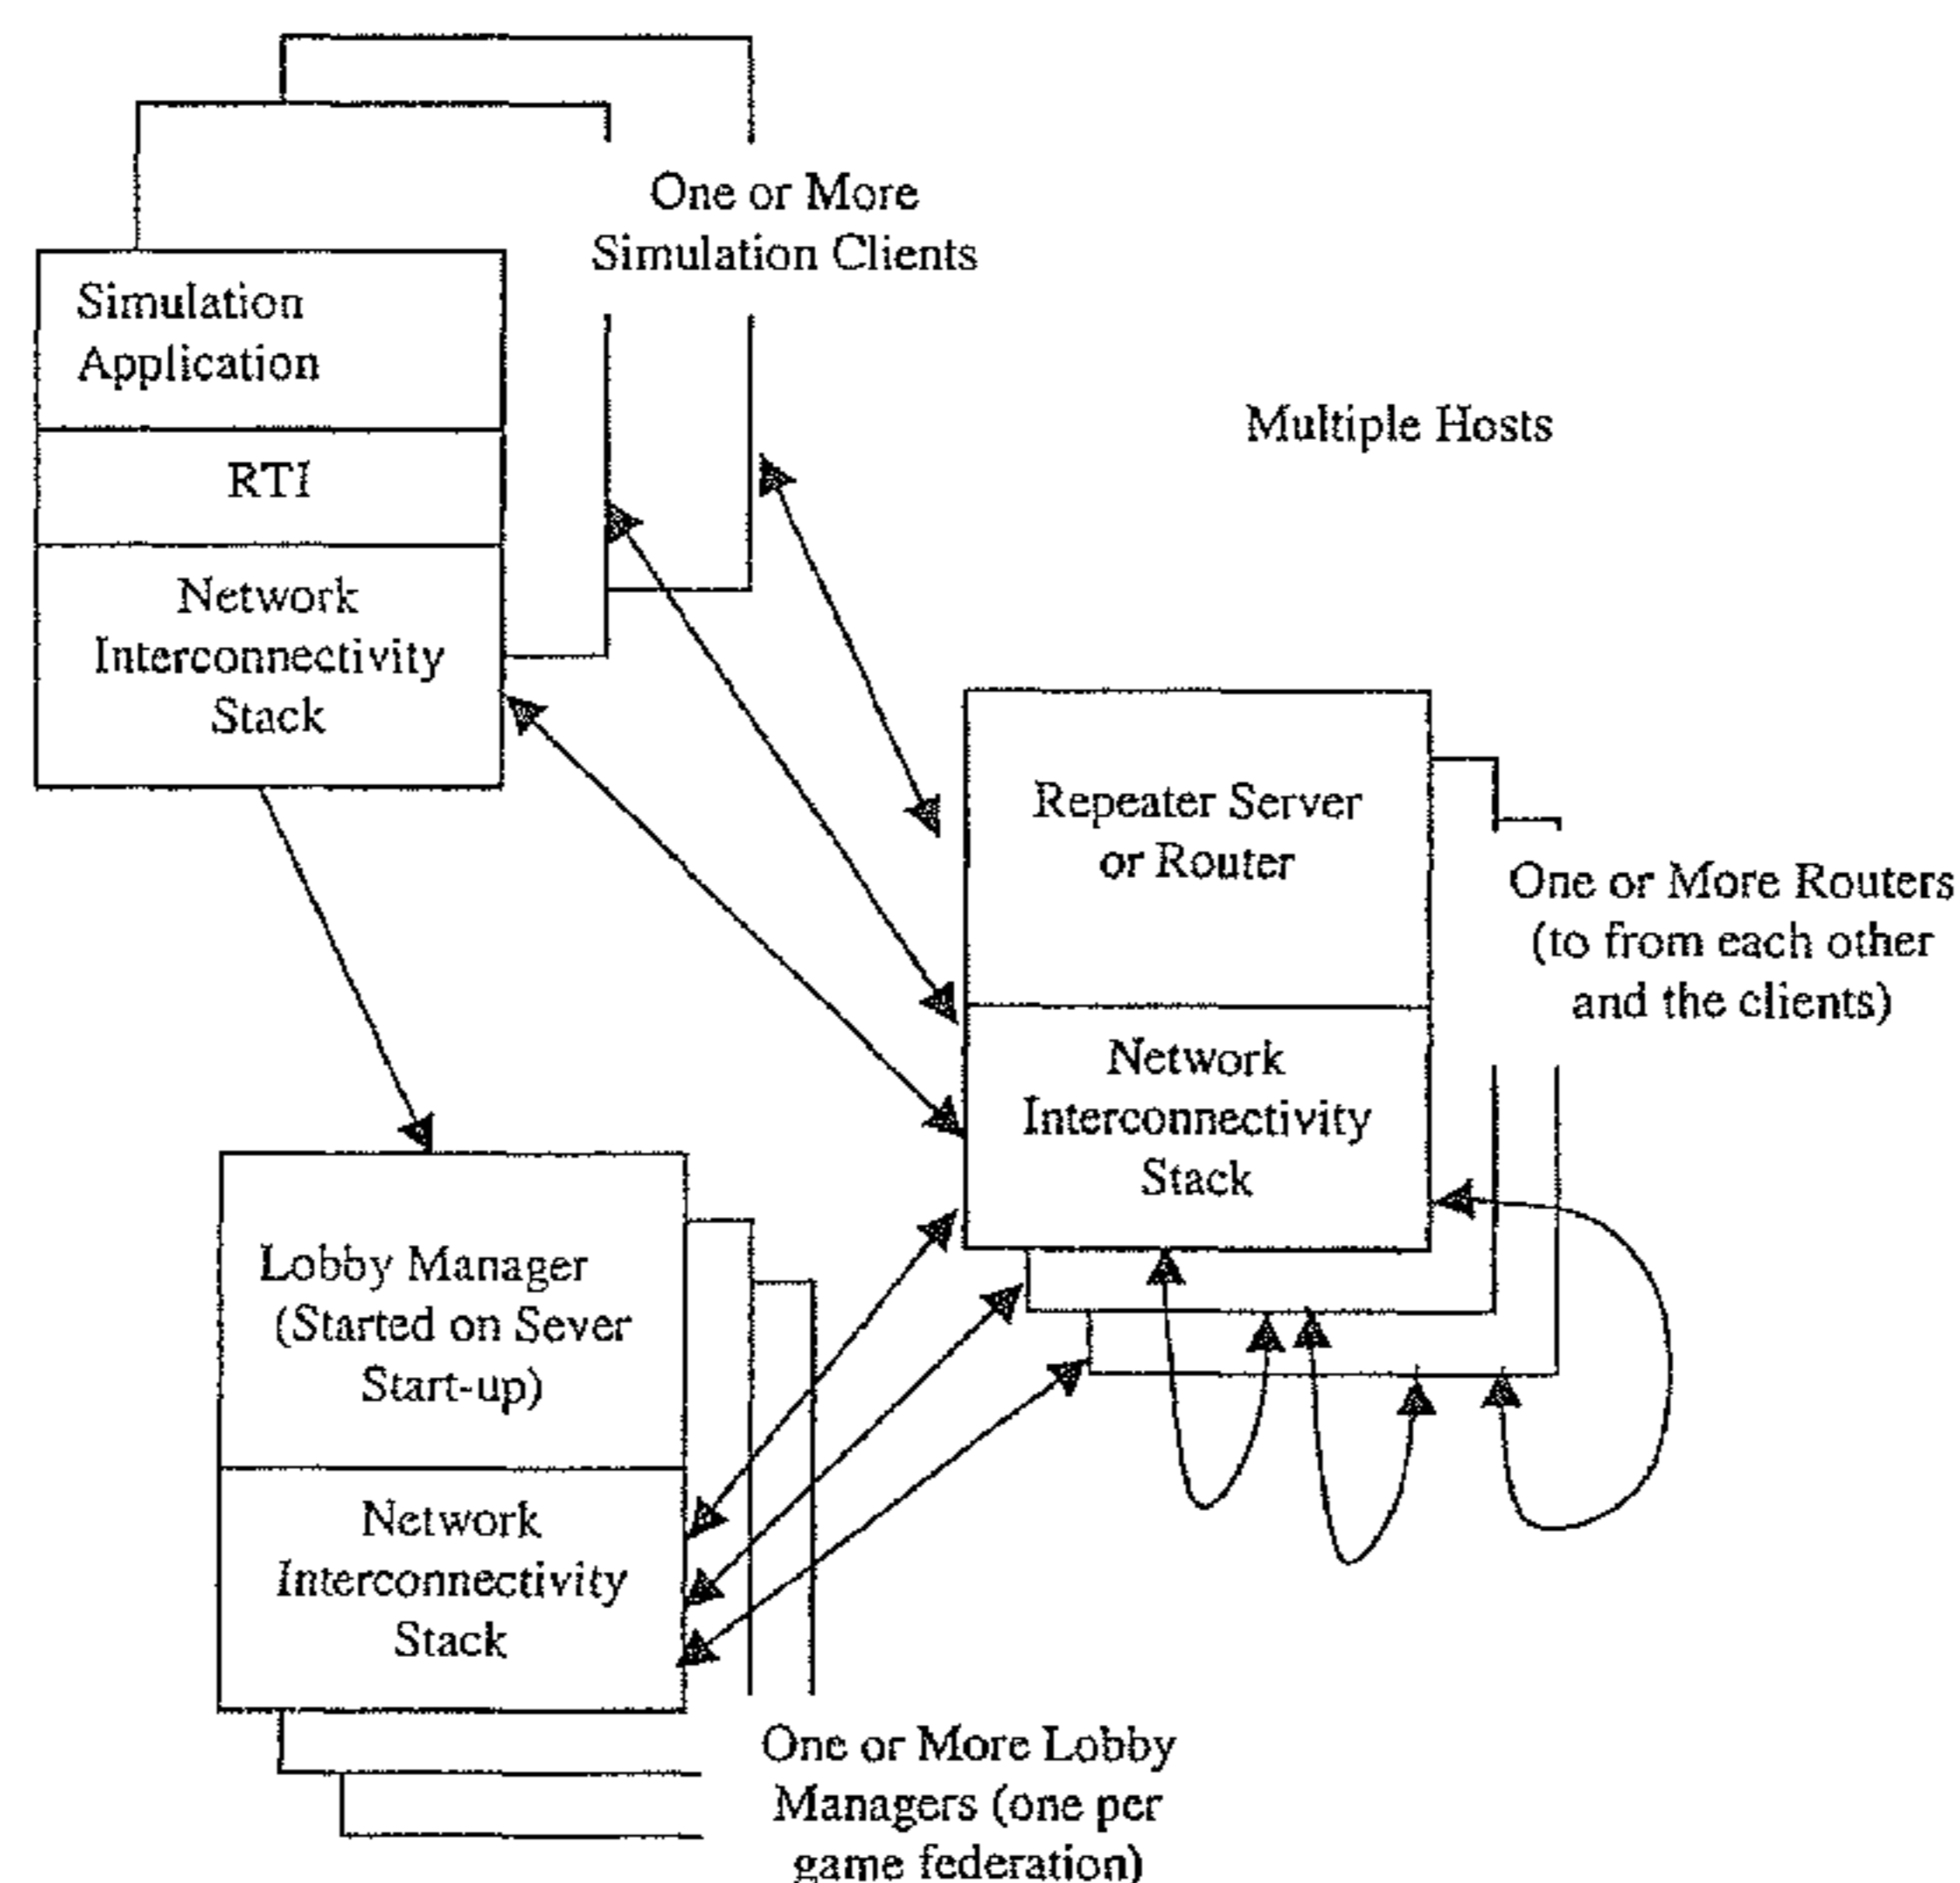 One or More
Simulation Clients
Simulation
Application
RTI
Network
Interconnectivity
Stack
Multiple Hosts
Repeater Server
or Router
Network
Interconnectivity
Stack
One or More Routers
(to from each other
and the clients)
Lobby Manager
(Started on Sever
Start-up)
Network
Interconnectivity
Stack
One or More Lobby
Managers (one per
game federation)